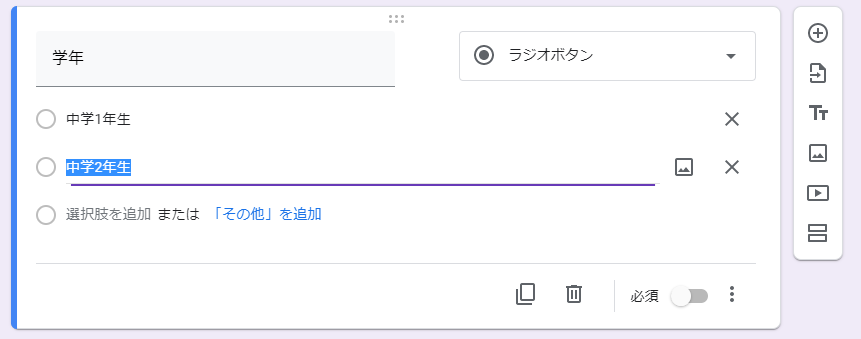 学年
ラジオボタン
中学1年生
中学2年生
選択肢を追加 または 「その他」を追加
必須
Tт